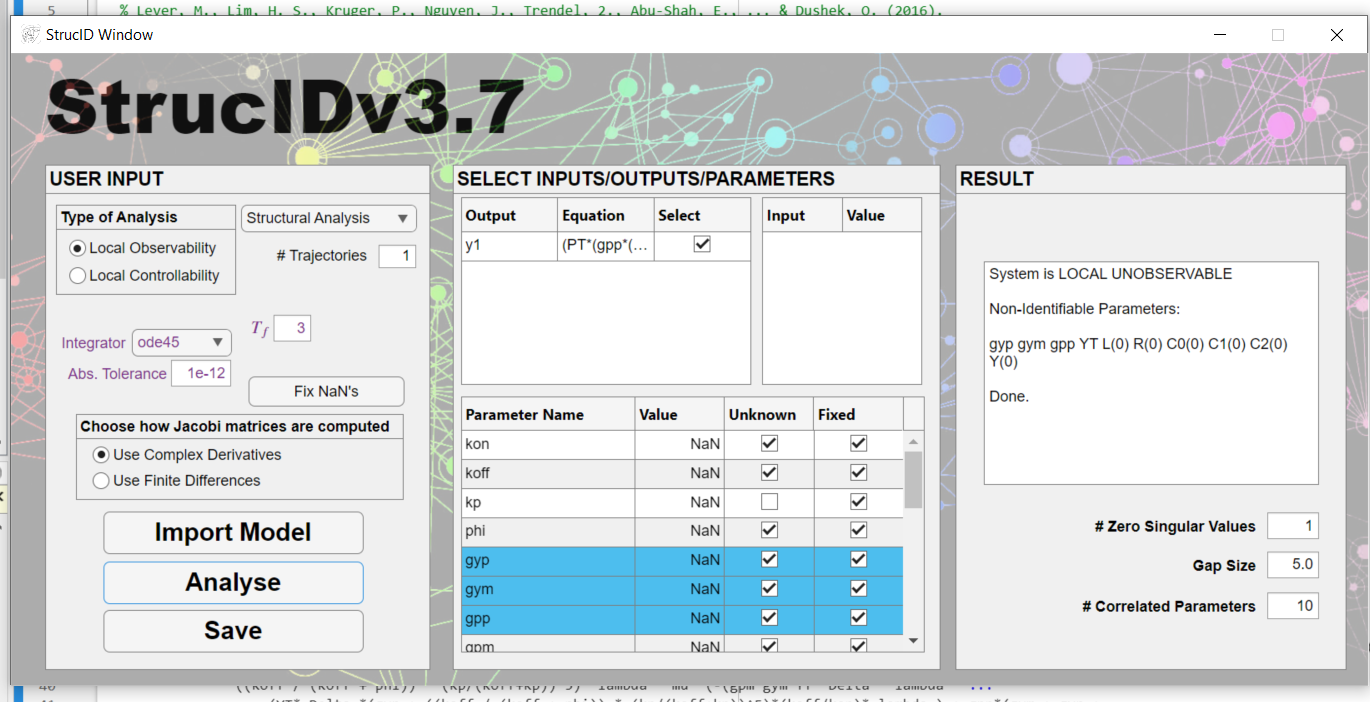 5 % Lever, M., Lim, H. S., Kruger, P., Nguyen, J., Trendel, 2., Abu-Shah, E., ... & Dushek, O. (2016).
StrucID Window
StrucIDv3.7
USER INPUT
Type of Analysis
Structural Analysis
Local Observability
Local Controllability
# Trajectories 1
Tf 3
Integrator ode45
Abs. Tolerance 1e-12
Fix NaN's
Choose how Jacobi matrices are computed
Use Complex Derivatives
Use Finite Differences
Import Model
Analyse
Save
SELECT INPUTS/OUTPUTS/PARAMETERS
Output Equation Select
y1 (PT*(gpp*(...
Input Value
Parameter Name Value Unknown Fixed
kon NaN
koff NaN
kp NaN
phi NaN
gyp NaN
gym NaN
gpp NaN
gpm NaN
RESULT
System is LOCAL UNOBSERVABLE
Non-Identifiable Parameters:
gyp gym gpp YT L(0) R(0) C0(0) C1(0) C2(0)
Y(0)
Done.
# Zero Singular Values 1
Gap Size 5.0
# Correlated Parameters 10